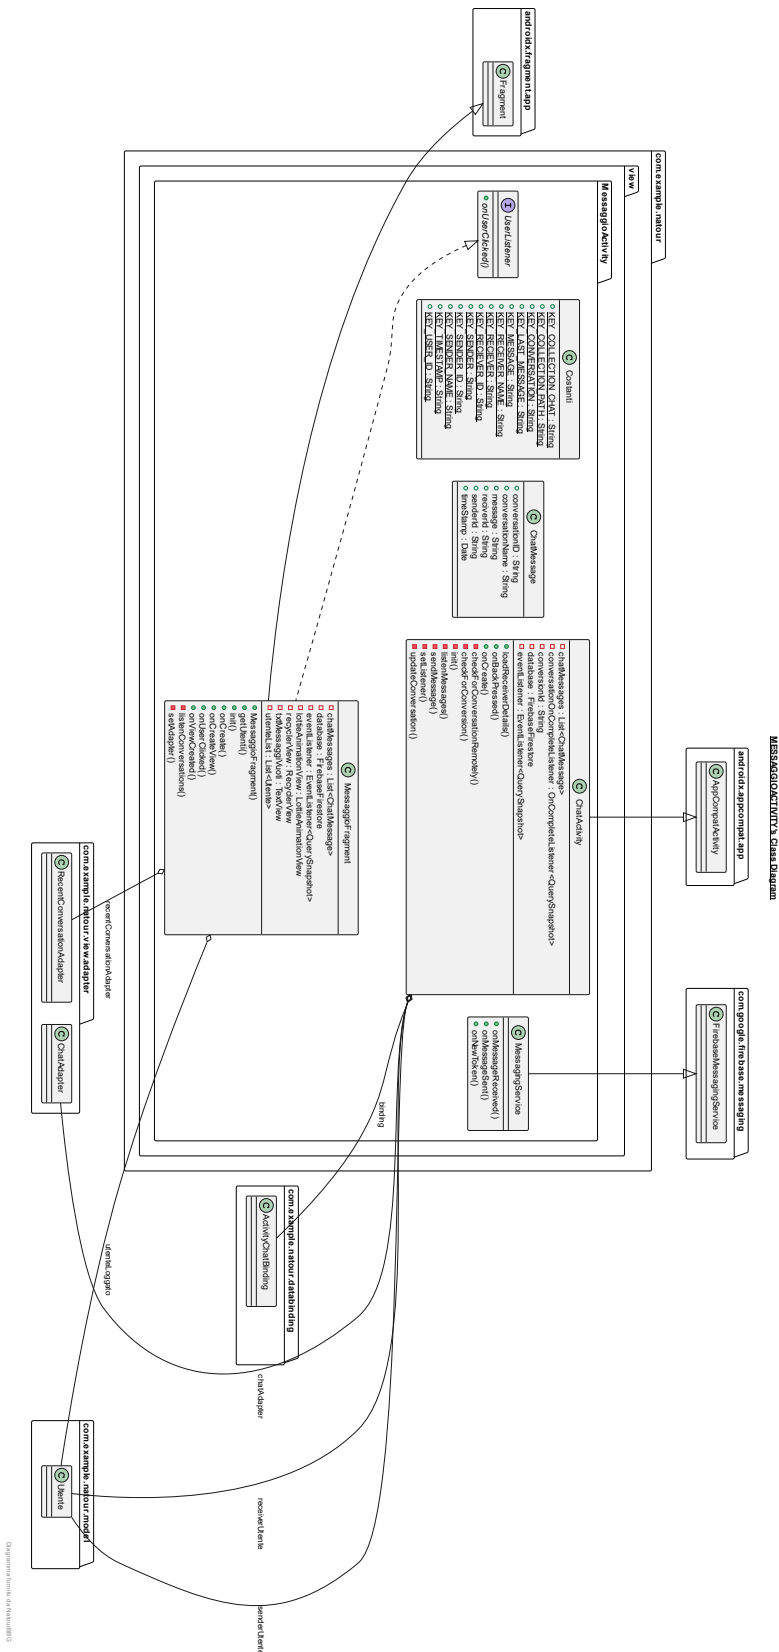 MESSAGGIOACTIVITY's Class Diagram
androidx.fragment.app
Fragment
androidx.appcompat.app
AppCompatActivity
com.google.firebase.messaging
FirebaseMessagingService
com.example.natour
view
MessaggioActivity
UserListener
onUserClicked()
Costanti
KEY_COLLECTION_CHAT : String
KEY_COLLECTION_PATH : String
KEY_CONVERSATION : String
KEY_LAST_MESSAGE : String
KEY_MESSAGE : String
KEY_RECEIVER_NAME : String
KEY_RECIEVER : String
KEY_RECIEVER_ID : String
KEY_SENDER : String
KEY_SENDER_ID : String
KEY_SENDER_NAME : String
KEY_TIMESTAMP : String
KEY_USER_ID : String
ChatMessage
conversationID : String
conversationName : String
message : String
reciverId : String
senderId : String
timeStamp : Date
ChatActivity
chatMessages : List<ChatMessage>
conversationOnCompleteListener : OnCompleteListener<QuerySnapshot>
conversionId : String
database : FirebaseFirestore
eventListener : EventListener<QuerySnapshot>
loadReceiverDetails()
onBackPressed()
onCreate()
checkForConversationRemotely()
checkForConversion()
init()
listenMessages()
sendMessage()
setListener()
updateConversation()
MessagingService
onMessageReceived()
onMessageSent()
onNewToken()
MessaggioFragment
chatMessages : List<ChatMessage>
database : FirebaseFirestore
eventListener : EventListener<QuerySnapshot>
lottieAnimationView : LottieAnimationView
recyclerView : RecyclerView
txtMessaggiVuoti : TextView
utenteList : List<Utente>
MessaggioFragment()
getUtenti()
init()
onCreate()
onCreateView()
onUserClicked()
onViewCreated()
listenConversations()
setAdapter()
com.example.natour.view.adapter
RecentConversationAdapter
ChatAdapter
com.example.natour.databinding
ActivityChatBinding
com.example.natour.model
Utente
recentConversationAdapter
binding
utenteLoggato
chatAdapter
receiverUtente
senderUtente